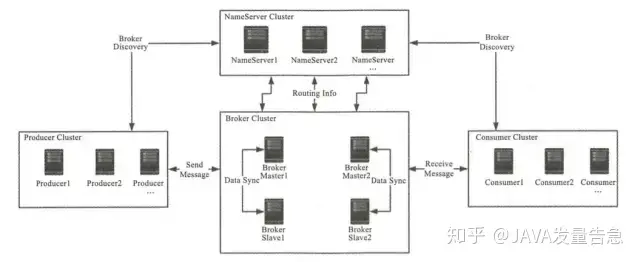 NameServer Cluster
NameServer1
NameServer2
NameServer
...
Broker
Discovery
Broker
Discovery
Routing Info
Producer Cluster
Producer1
Producer2
Producer
...
Send
Message
Broker Cluster
Broker
Master1
Broker
Master2
Data Sync
Data Sync
Broker
Slave1
Broker
Slave2
Receive
Message
Consumer Cluster
Consumer1
Consumer2
Consumer
...
知乎 @JAVA发量告急